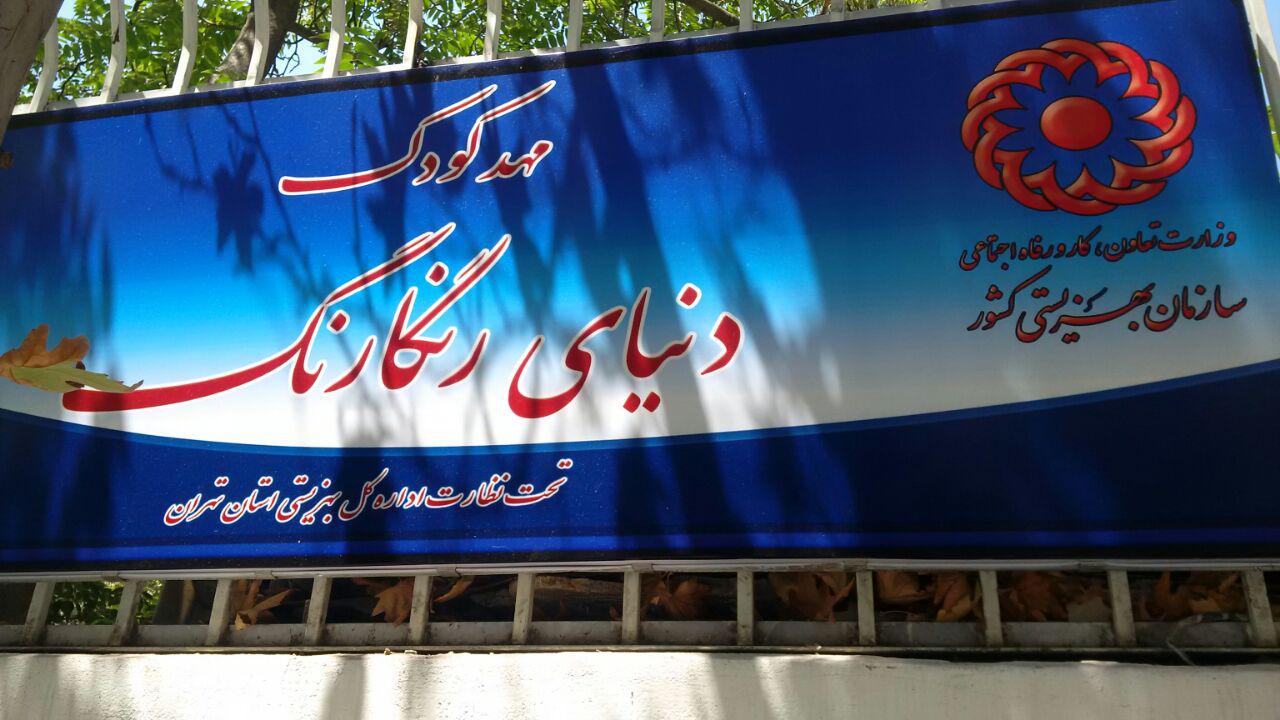 مهد کودک
دنیای رنگارنگ
تحت نظارت اداره کل بهزیستی استان تهران
وزارت تعاون، کار و رفاه اجتماعی
سازمان بهزیستی کشور